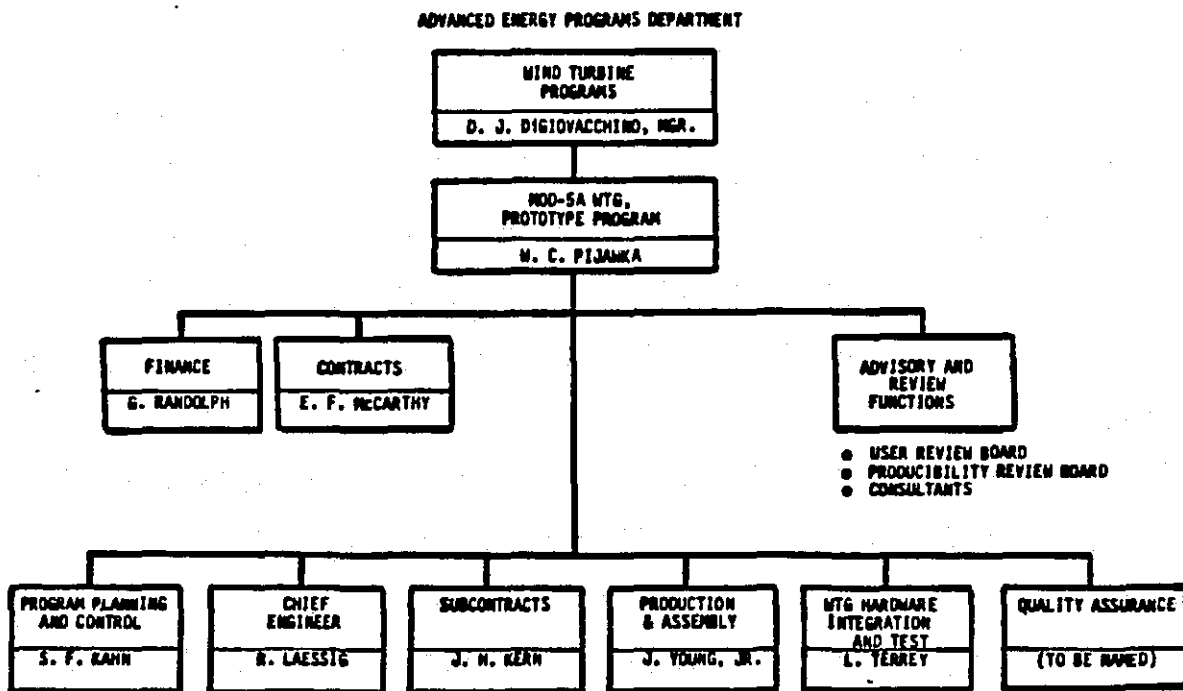 ADVANCED ENERGY PROGRAMS DEPARTMENT
WIND TURBINE
PROGRAMS
D. J. DIGIOVACCHINO, MGR.
MOD-5A WTG,
PROTOTYPE PROGRAM
W. C. PIJAWKA
FINANCE
G. RANDOLPH
CONTRACTS
E. F. McCARTHY
ADVISORY AND
REVIEW
FUNCTIONS
● USER REVIEW BOARD
● PRODUCIBILITY REVIEW BOARD
● CONSULTANTS
PROGRAM PLANNING
AND CONTROL
S. F. KAHN
CHIEF
ENGINEER
R. LAESSIG
SUBCONTRACTS
J. H. KERN
PRODUCTION
& ASSEMBLY
J. YOUNG, JR.
WTG HARDWARE
INTEGRATION
AND TEST
L. TERREY
QUALITY ASSURANCE
(TO BE NAMED)